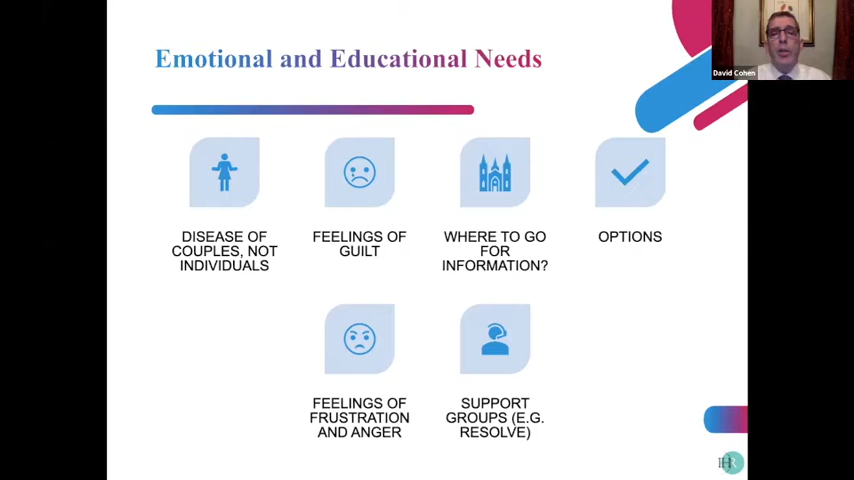 Emotional and Educational Needs
David Cohen
DISEASE OF
COUPLES, NOT
INDIVIDUALS
FEELINGS OF
GUILT
WHERE TO GO
FOR
INFORMATION?
OPTIONS
FEELINGS OF
FRUSTRATION
AND ANGER
SUPPORT
GROUPS (E.G.
RESOLVE)
IHR